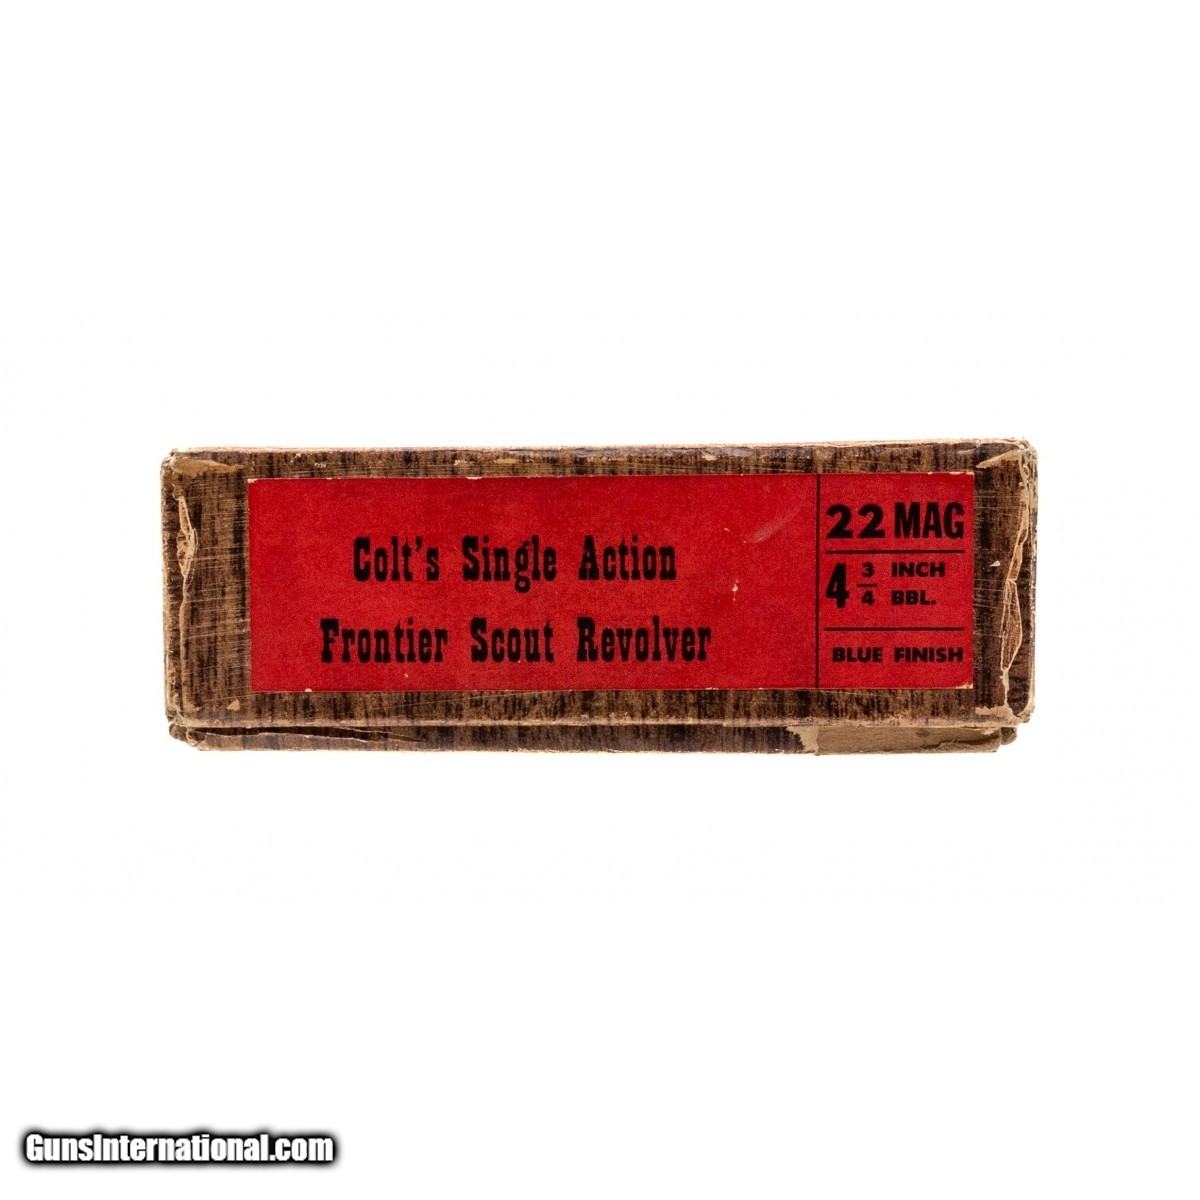 Colt's Single Action
Frontier Scout Revolver
22 MAG
4 3/4 INCH
BBL.
BLUE FINISH
GunsInternational.com